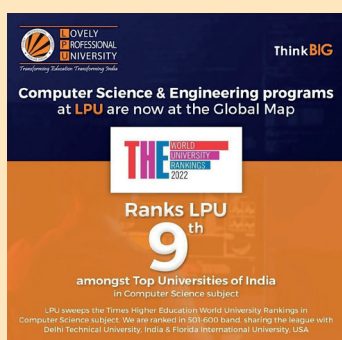 LOVELY
PROFESSIONAL
UNIVERSITY
Transforming Education Transforming India
Think BIG
Computer Science & Engineering programs
at LPU are now at the Global Map
THE WORLD
UNIVERSITY
RANKINGS
2022
Ranks LPU
9th
amongst Top Universities of India
in Computer Science subject
LPU sweeps the Times Higher Education World University Rankings in
Computer Science subject. We are ranked in 501-600 band sharing the league with
Delhi Technical University, India & Florida International University, USA